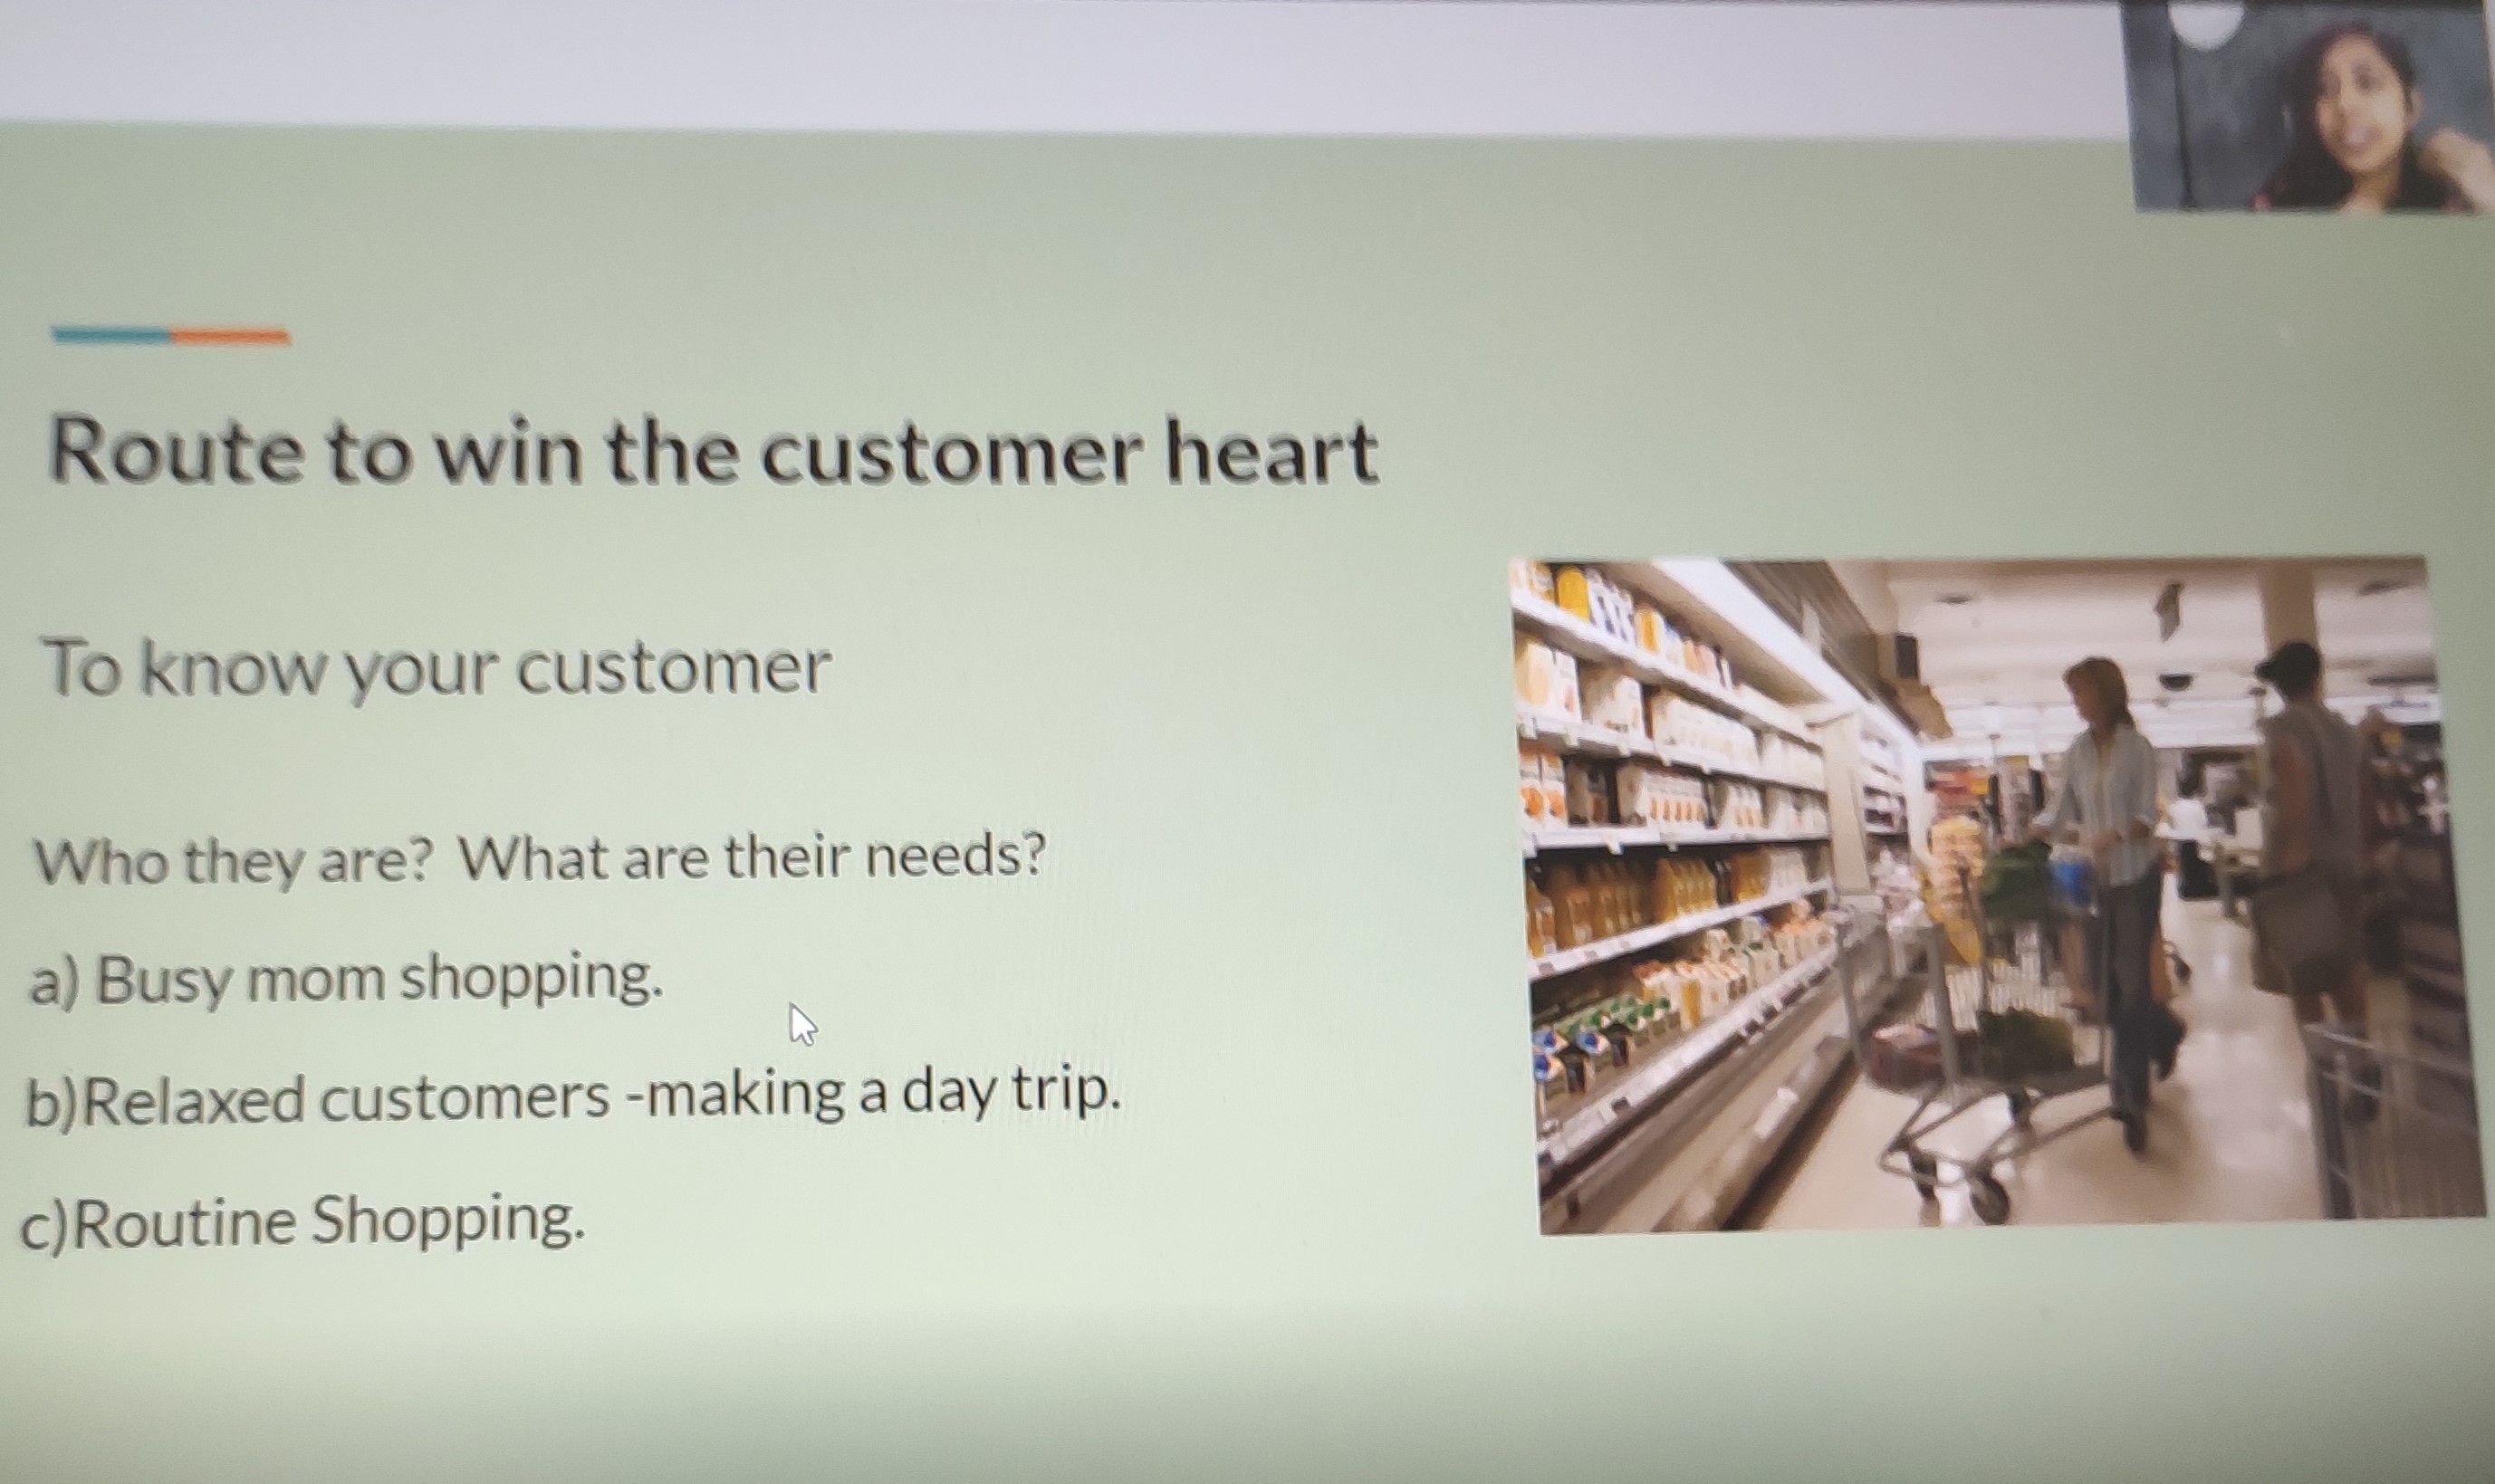 Route to win the customer heart
To know your customer
Who they are? What are their needs?
a) Busy mom shopping.
b)Relaxed customers -making a day trip.
c)Routine Shopping.